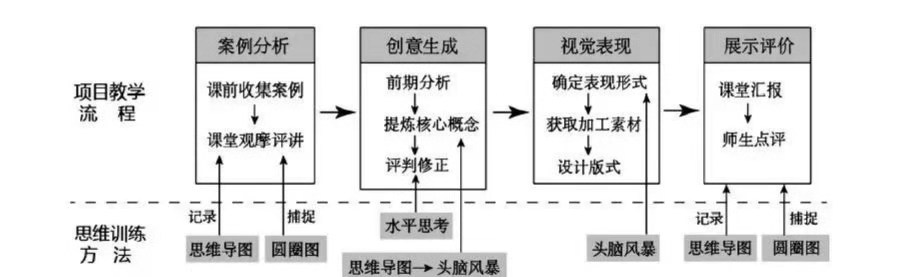 案例分析
创意生成
视觉表现
展示评价
项目教学
流 程
课前收集案例
课堂观摩评讲
前期分析
提炼核心概念
评判修正
确定表现形式
获取加工素材
设计版式
课堂汇报
师生点评
思维训练
方 法
记录
捕捉
思维导图
圆圈图
水平思考
思维导图
头脑风暴
头脑风暴
记录
捕捉
思维导图
圆圈图